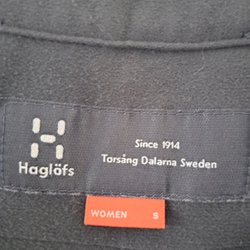 Since 1914
Haglöfs
Torsång Dalarna Sweden
WOMEN S